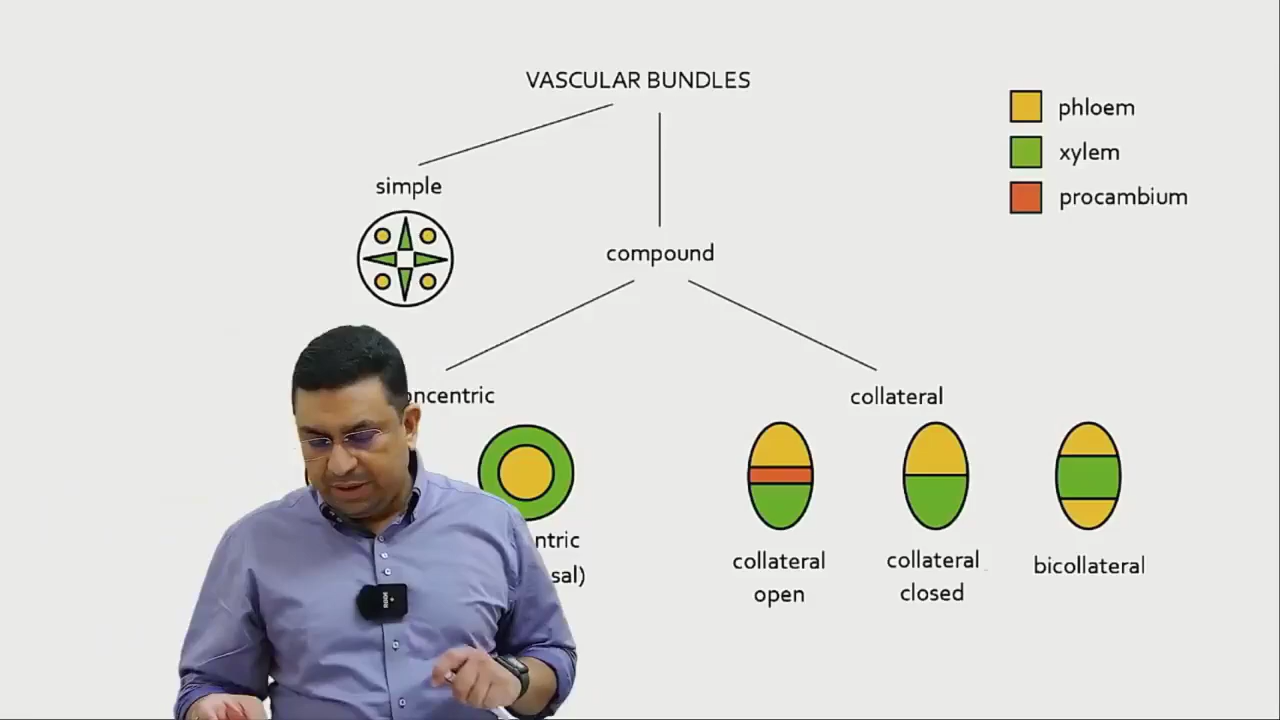 VASCULAR BUNDLES
phloem
xylem
procambium
simple
compound
collateral
collateral
open
collateral
closed
bicollateral